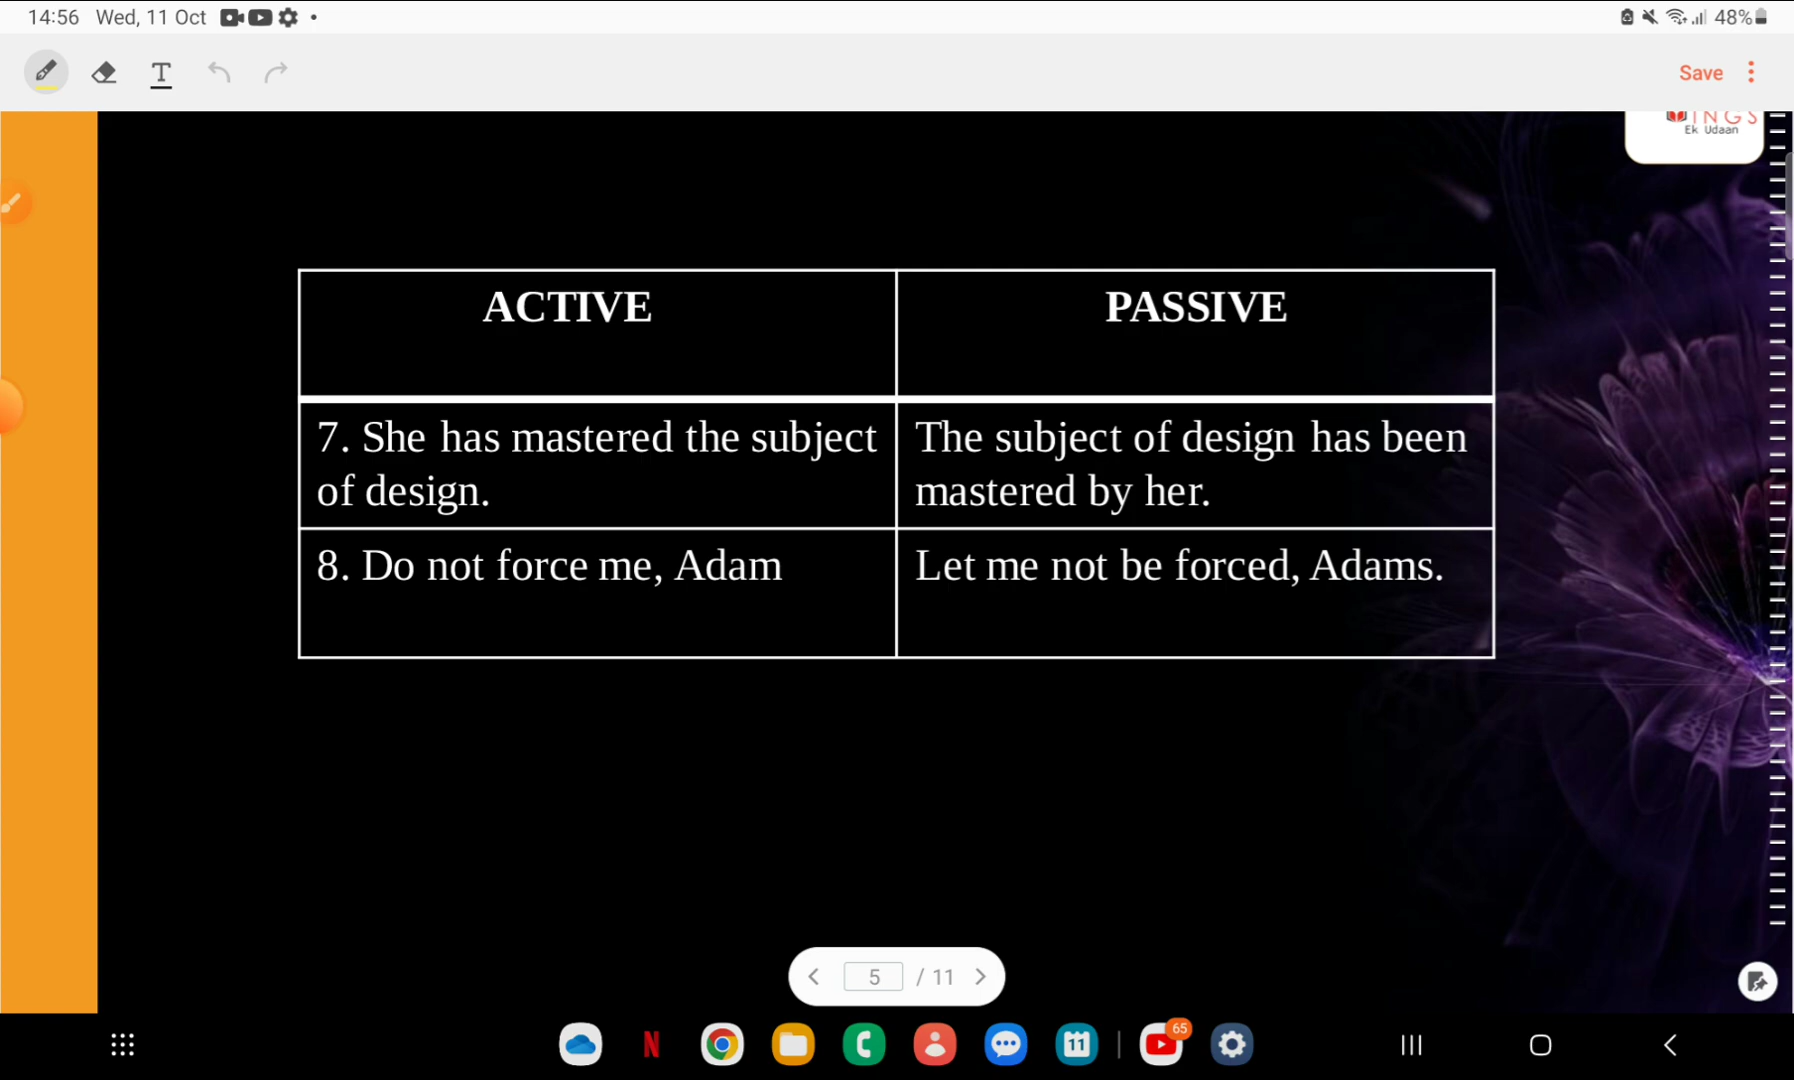 14:56 Wed, 11 Oct
48%
T
Save
INGS
Ek Udaan
ACTIVE
PASSIVE
7. She has mastered the subject
of design.
The subject of design has been
mastered by her.
8. Do not force me, Adam
Let me not be forced, Adams.
5 / 11
N
11
65